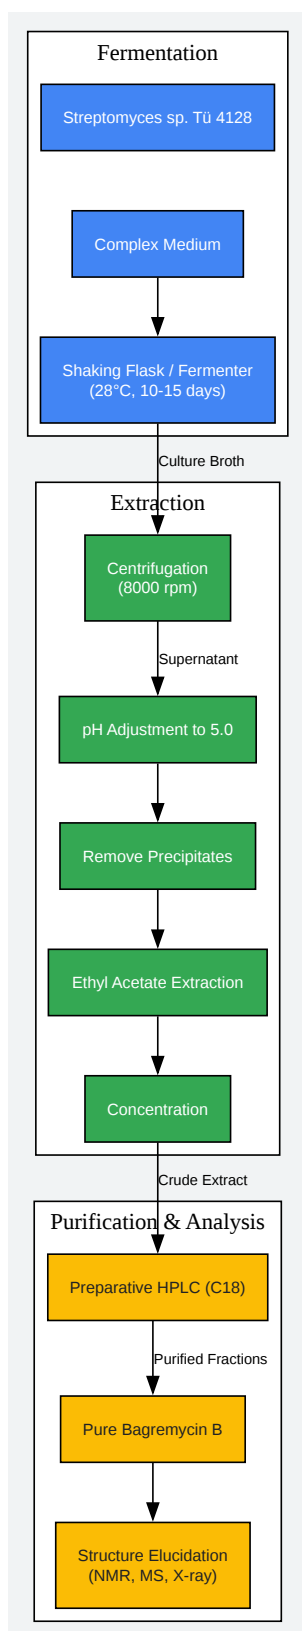 Fermentation
Streptomyces sp. Tü 4128
Complex Medium
Shaking Flask / Fermenter
(28°C, 10-15 days)
Culture Broth
Extraction
Centrifugation
(8000 rpm)
Supernatant
pH Adjustment to 5.0
Remove Precipitates
Ethyl Acetate Extraction
Concentration
Crude Extract
Purification & Analysis
Preparative HPLC (C18)
Purified Fractions
Pure Bagremycin B
Structure Elucidation
(NMR, MS, X-ray)